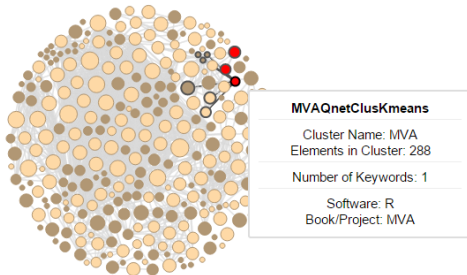 MVAQnetClusKmeans
Cluster Name: MVA
Elements in Cluster: 288
Number of Keywords: 1
Software: R
Book/Project: MVA